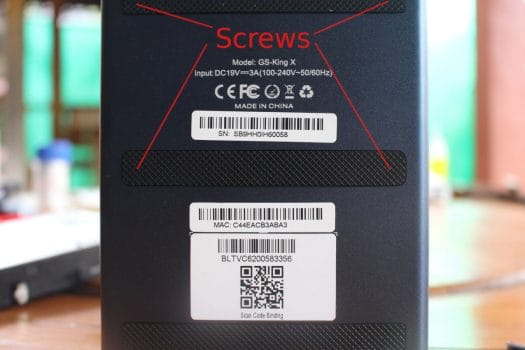 Screws
Model: GS-King X
Input: DC19V⎓3A(100-240V~50/60Hz)
CE FC
MADE IN CHINA
SN: SB9HH0IH60058
MAC: C44EACB3ABA3
BLTVC6200583356
Scan Code Binding